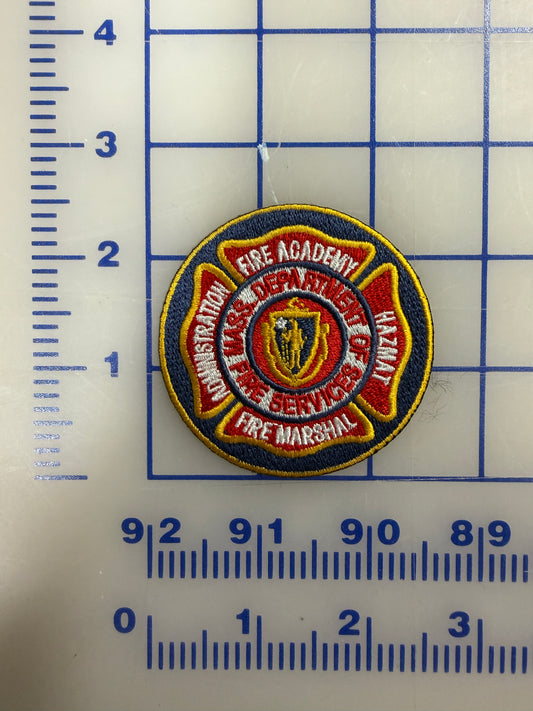 4
3
2
1
FIRE ACADEMY
ADMINISTRATION
HAZMAT
FIRE MARSHAL
MASS. DEPARTMENT OF
FIRE SERVICES
92 91 90 89
0 1 2 3